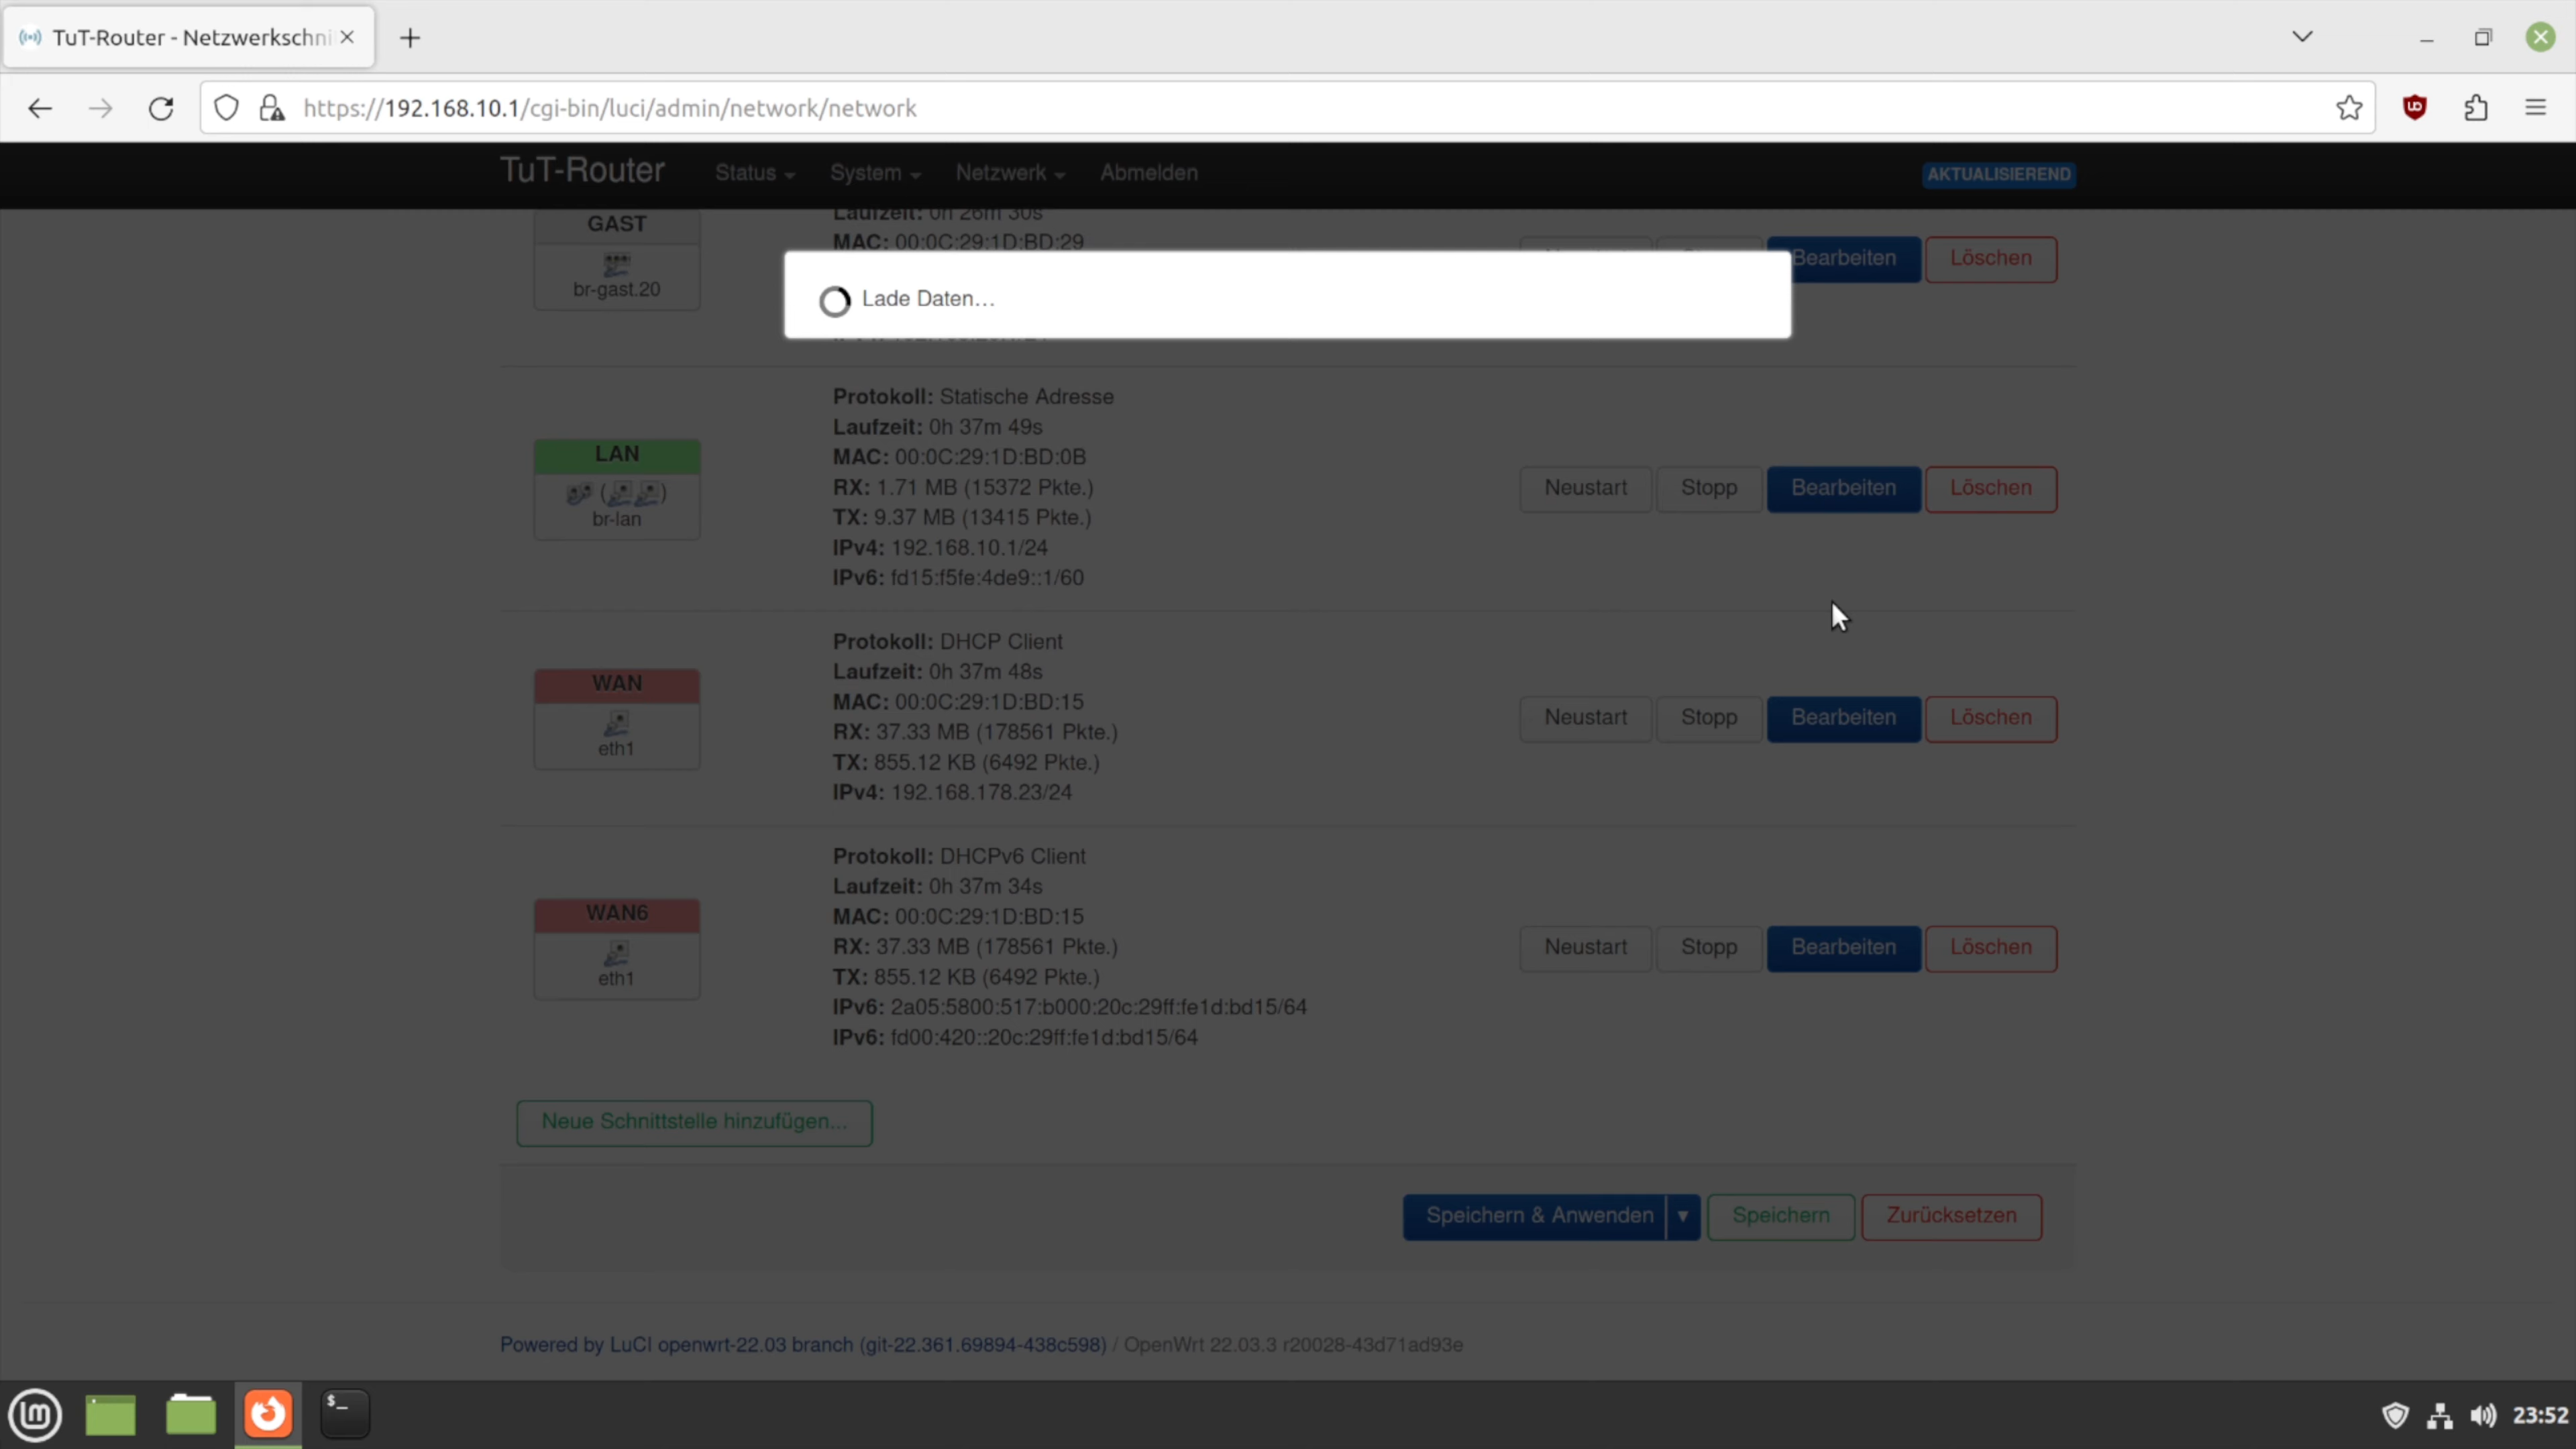 TuT-Router - Netzwerkschni
https://192.168.10.1/cgi-bin/luci/admin/network/network
TuT-Router Status System Netzwerk Abmelden AKTUALISIEREND
GAST
br-gast.20
Laufzeit: 0h 26m 30s
MAC: 00:0C:29:1D:BD:29
Bearbeiten Löschen
Lade Daten…
LAN
br-lan
Protokoll: Statische Adresse
Laufzeit: 0h 37m 49s
MAC: 00:0C:29:1D:BD:0B
RX: 1.71 MB (15372 Pkte.)
TX: 9.37 MB (13415 Pkte.)
IPv4: 192.168.10.1/24
IPv6: fd15:f5fe:4de9::1/60
Neustart Stopp Bearbeiten Löschen
WAN
eth1
Protokoll: DHCP Client
Laufzeit: 0h 37m 48s
MAC: 00:0C:29:1D:BD:15
RX: 37.33 MB (178561 Pkte.)
TX: 855.12 KB (6492 Pkte.)
IPv4: 192.168.178.23/24
Neustart Stopp Bearbeiten Löschen
WAN6
eth1
Protokoll: DHCPv6 Client
Laufzeit: 0h 37m 34s
MAC: 00:0C:29:1D:BD:15
RX: 37.33 MB (178561 Pkte.)
TX: 855.12 KB (6492 Pkte.)
IPv6: 2a05:5800:517:b000:20c:29ff:fe1d:bd15/64
IPv6: fd00:420::20c:29ff:fe1d:bd15/64
Neustart Stopp Bearbeiten Löschen
Neue Schnittstelle hinzufügen...
Speichern & Anwenden Speichern Zurücksetzen
Powered by LuCI openwrt-22.03 branch (git-22.361.69894-438c598) / OpenWrt 22.03.3 r20028-43d71ad93e
23:52